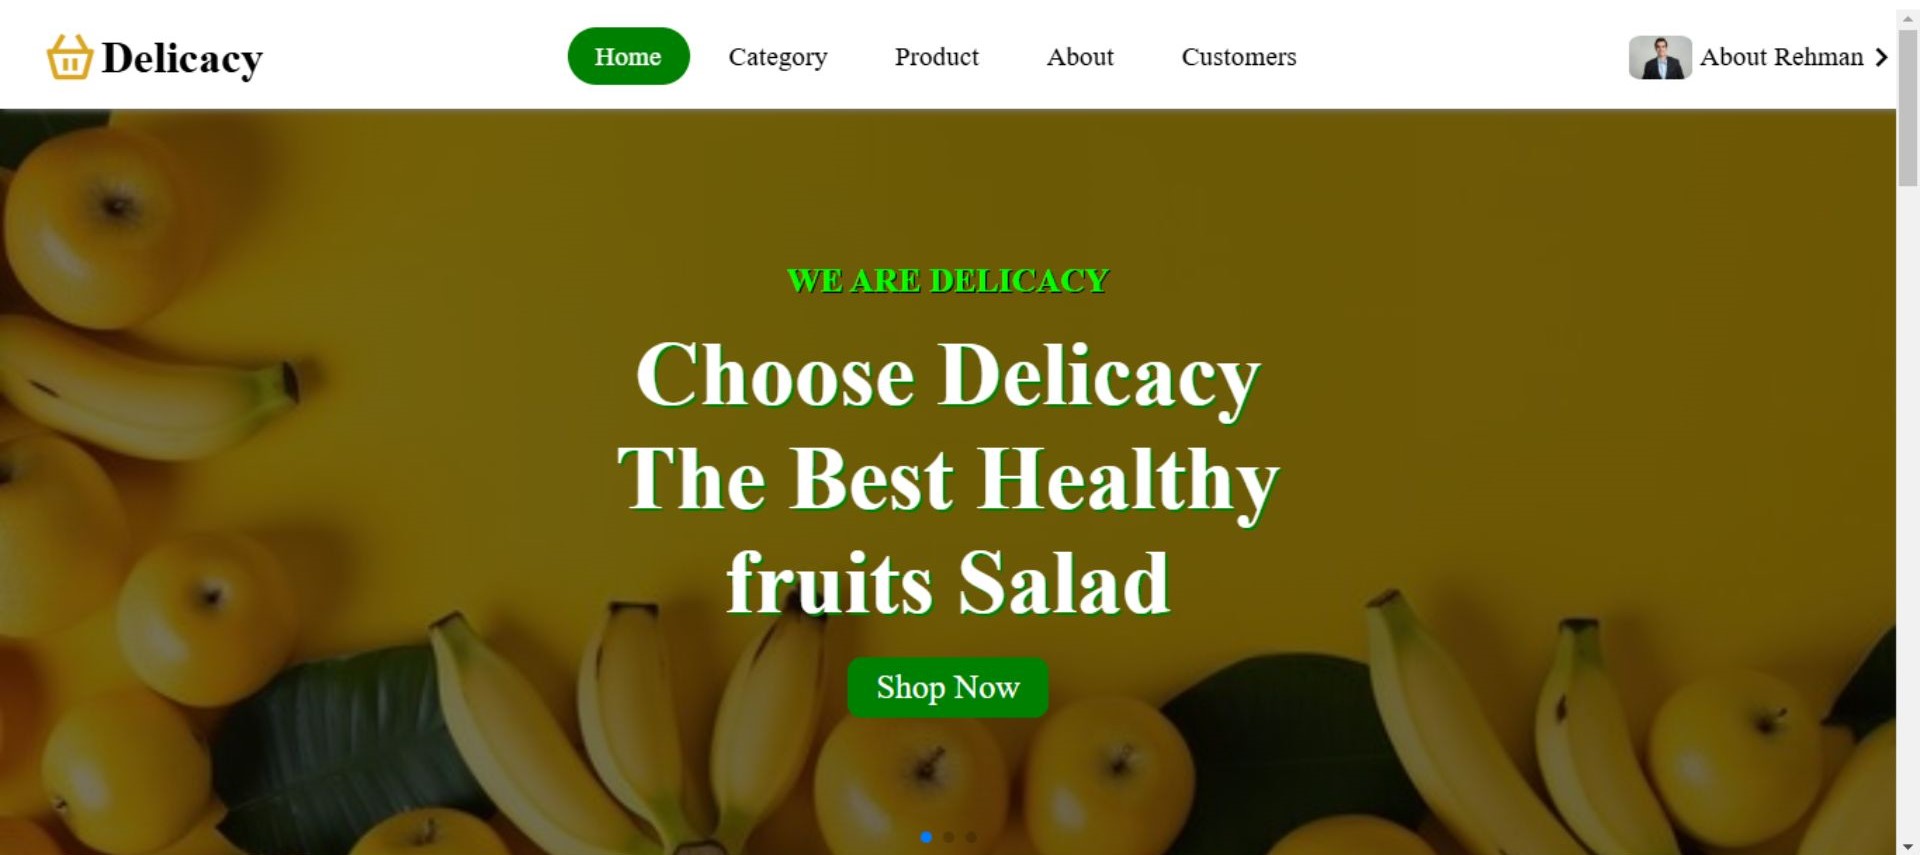 Delicacy
Home
Category
Product
About
Customers
About Rehman
WE ARE DELICACY
Choose Delicacy
The Best Healthy
fruits Salad
Shop Now